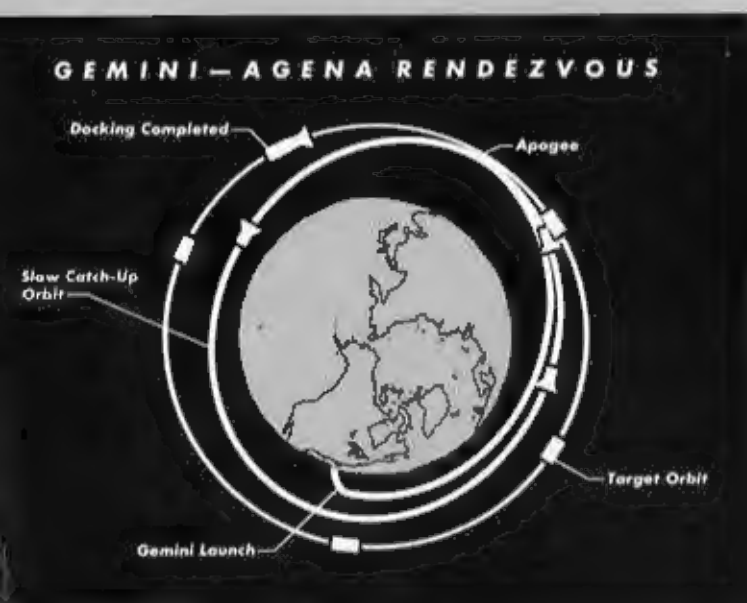 GEMINI—AGENA RENDEZVOUS
Docking Completed
Apogee
Slow Catch-Up
Orbit
Target Orbit
Gemini Launch